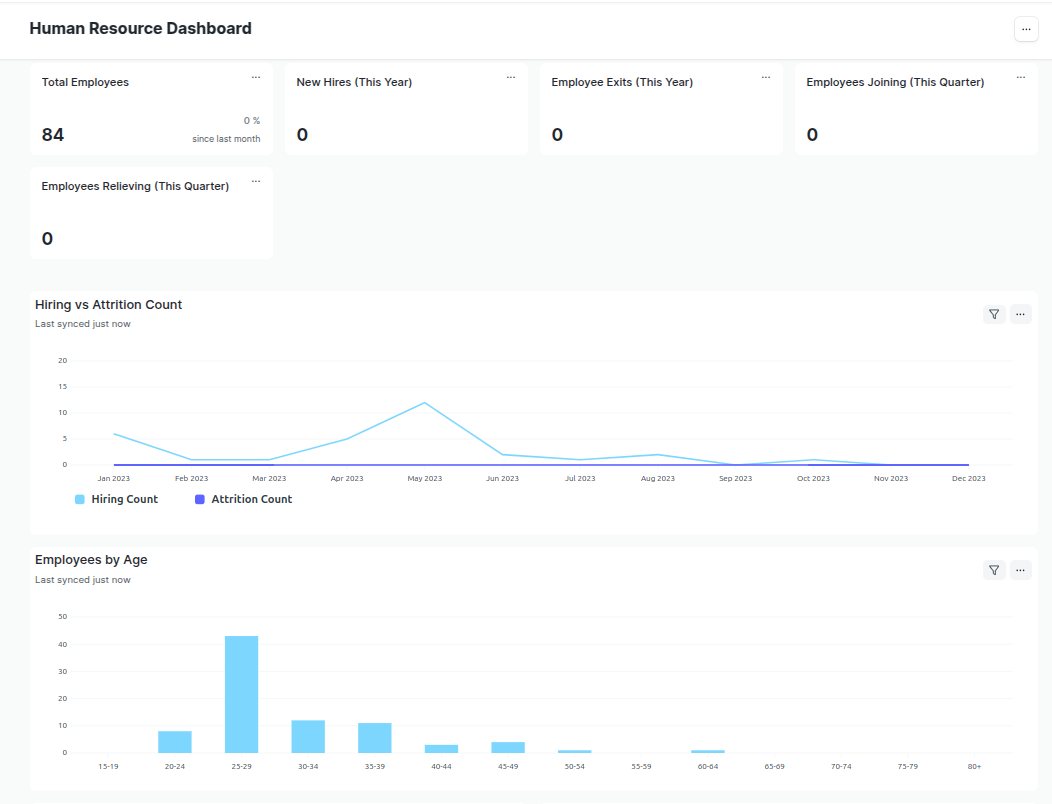 Human Resource Dashboard
...
Total Employees
...
84
0 %
since last month
New Hires (This Year)
...
0
Employee Exits (This Year)
...
0
Employees Joining (This Quarter)
...
0
Employees Relieving (This Quarter)
...
0
Hiring vs Attrition Count
Last synced just now
...
20
15
10
5
0
Jan 2023 Feb 2023 Mar 2023 Apr 2023 May 2023 Jun 2023 Jul 2023 Aug 2023 Sep 2023 Oct 2023 Nov 2023 Dec 2023
Hiring Count Attrition Count
Employees by Age
Last synced just now
...
50
40
30
20
10
0
15-19 20-24 25-29 30-34 35-39 40-44 45-49 50-54 55-59 60-64 65-69 70-74 75-79 80+